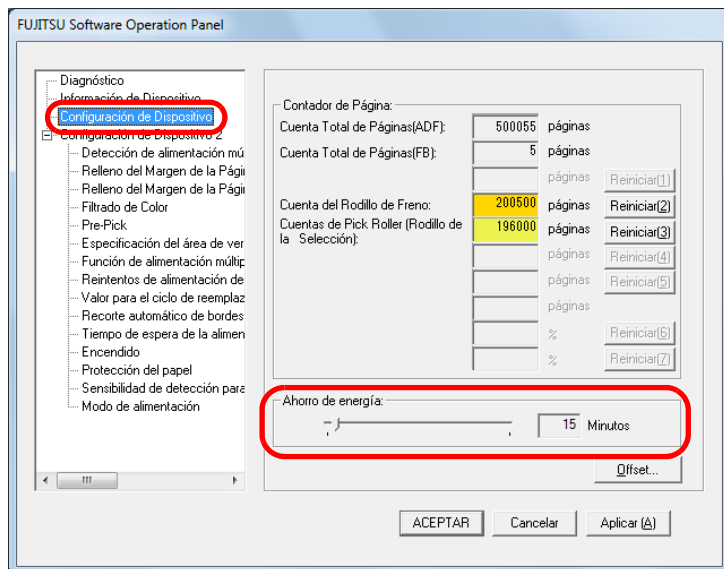 FUJITSU Software Operation Panel
Diagnóstico
Información de Dispositivo
Configuración de Dispositivo
Configuración de Dispositivo 2
Detección de alimentación mú
Relleno del Margen de la Pági
Relleno del Margen de la Pági
Filtrado de Color
Pre-Pick
Especificación del área de ver
Función de alimentación múltip
Reintentos de alimentación de
Valor para el ciclo de reemplaz
Recorte automático de bordes
Tiempo de espera de la alimen
Encendido
Protección del papel
Sensibilidad de detección para
Modo de alimentación
Contador de Página:
Cuenta Total de Páginas(ADF): 500055 páginas
Cuenta Total de Páginas(FB): 5 páginas
páginas Reiniciar(1)
Cuenta del Rodillo de Freno: 200500 páginas Reiniciar(2)
Cuentas de Pick Roller (Rodillo de la Selección): 196000 páginas Reiniciar(3)
páginas Reiniciar(4)
páginas Reiniciar(5)
páginas
% Reiniciar(6)
% Reiniciar(7)
Ahorro de energía:
15 Minutos
Offset...
ACEPTAR Cancelar Aplicar (A)